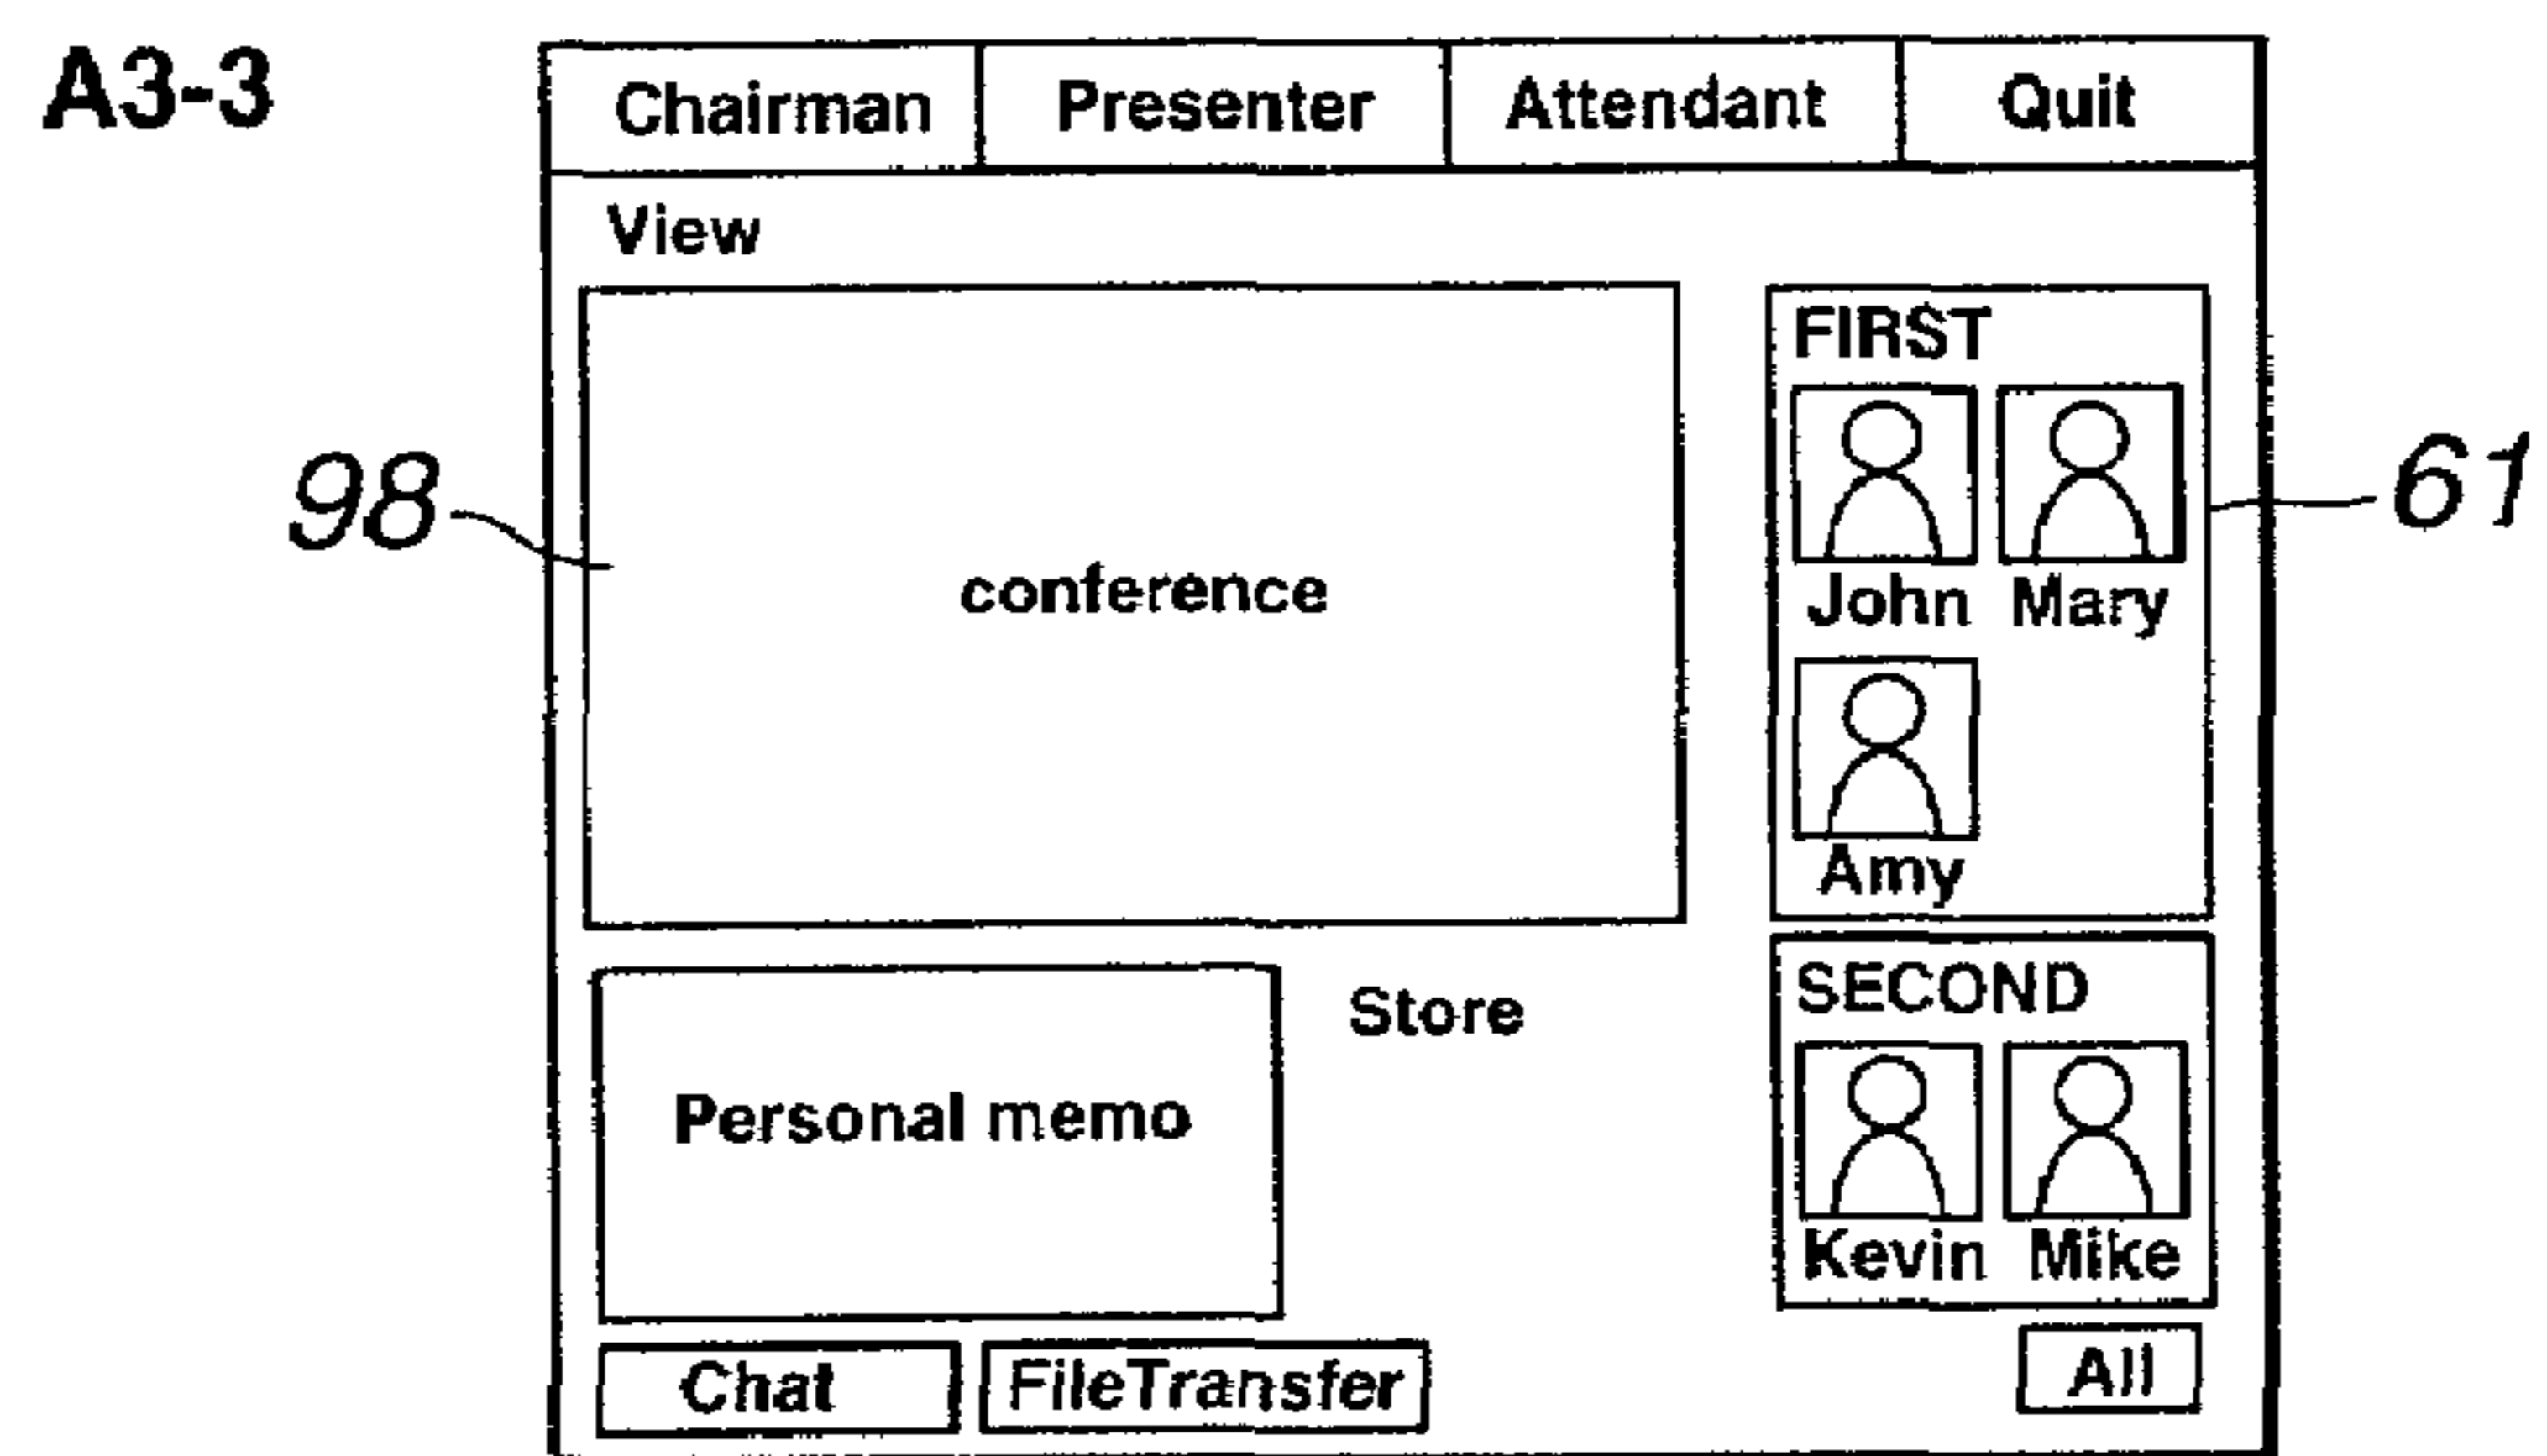 A3-3
Chairman Presenter Attendant Quit
View
FIRST
98
61
conference
John Mary
Amy
SECOND
Store
Personal memo
Kevin Mike
Chat FileTransfer All